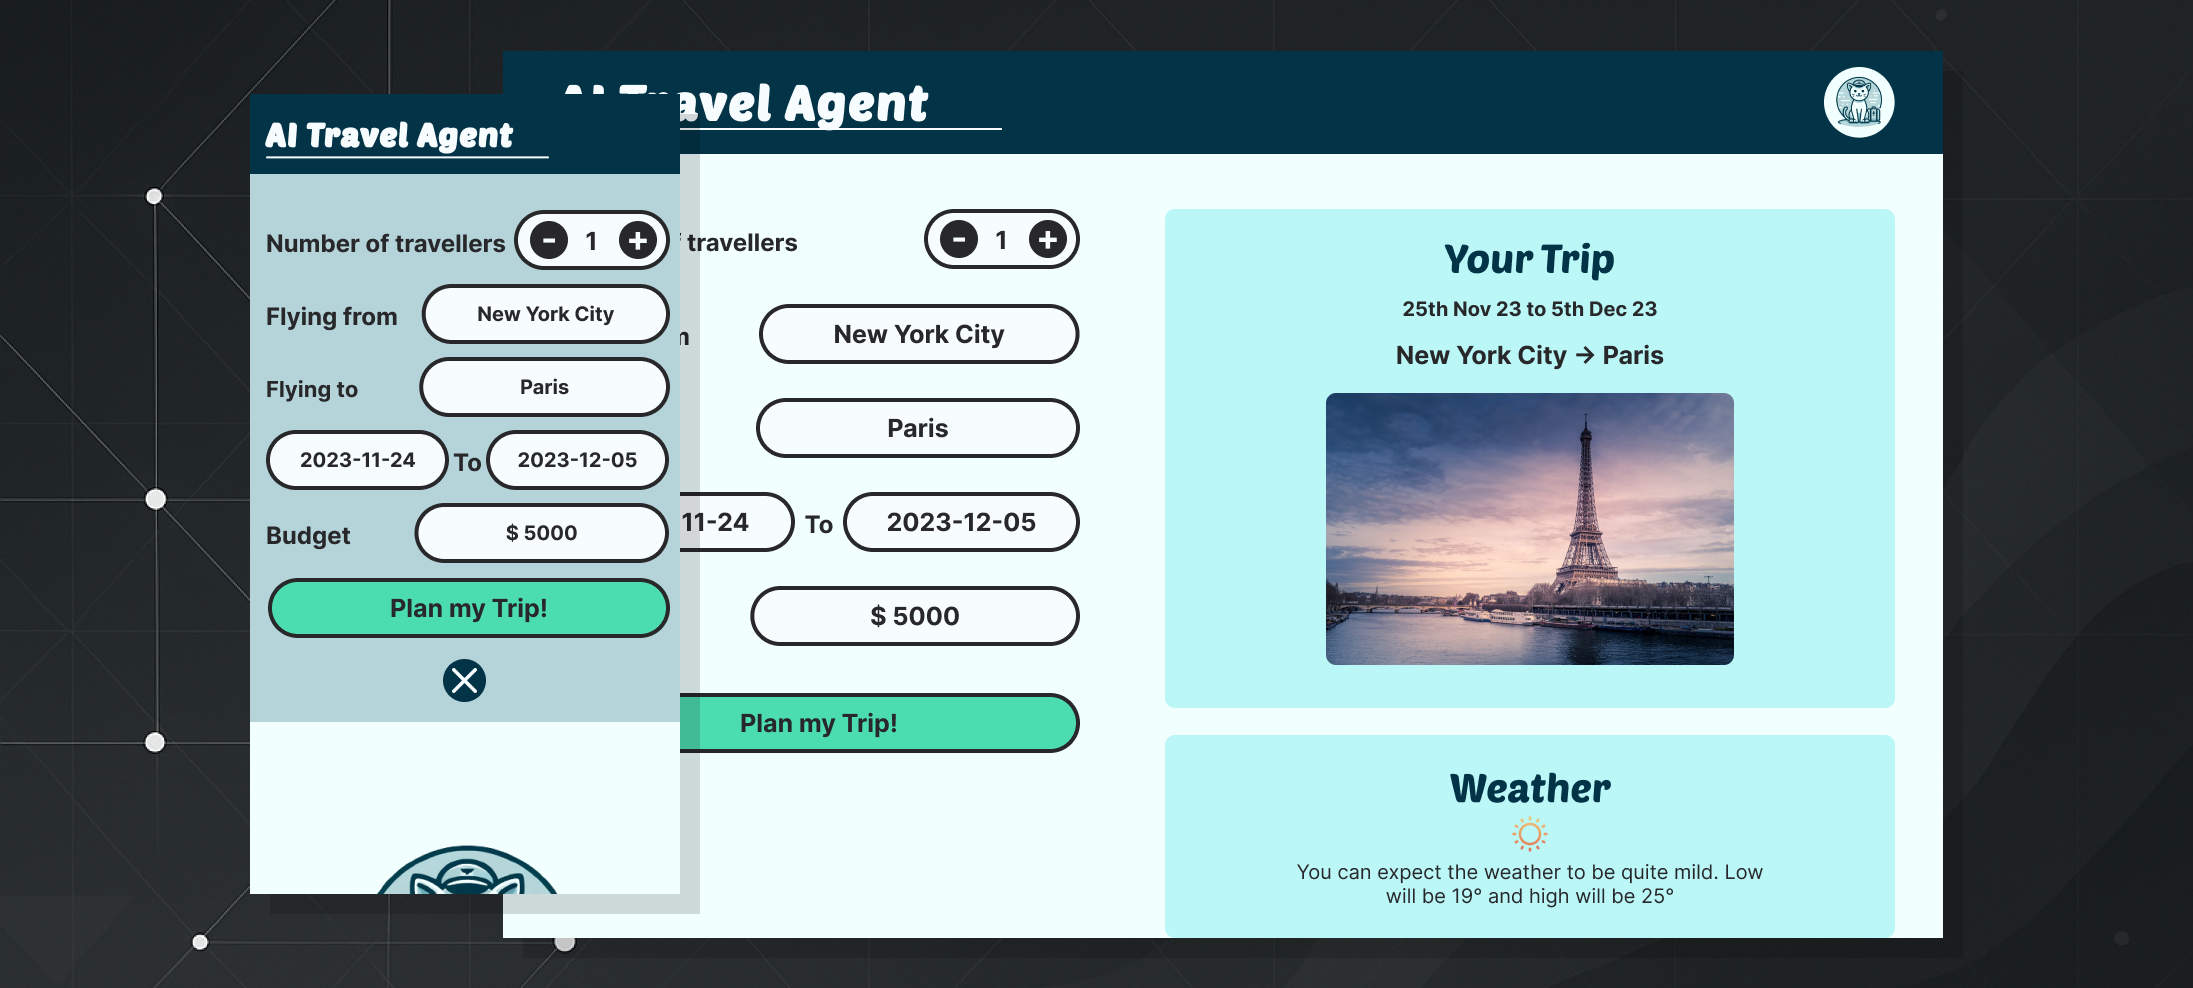 AI Travel Agent
Number of travellers - 1 +
Flying from New York City
Flying to Paris
2023-11-24 To 2023-12-05
Budget $ 5000
Plan my Trip!
Travel Agent
travellers - 1 +
New York City
Paris
11-24 To 2023-12-05
$ 5000
Plan my Trip!
Your Trip
25th Nov 23 to 5th Dec 23
New York City → Paris
Weather
You can expect the weather to be quite mild. Low
will be 19° and high will be 25°